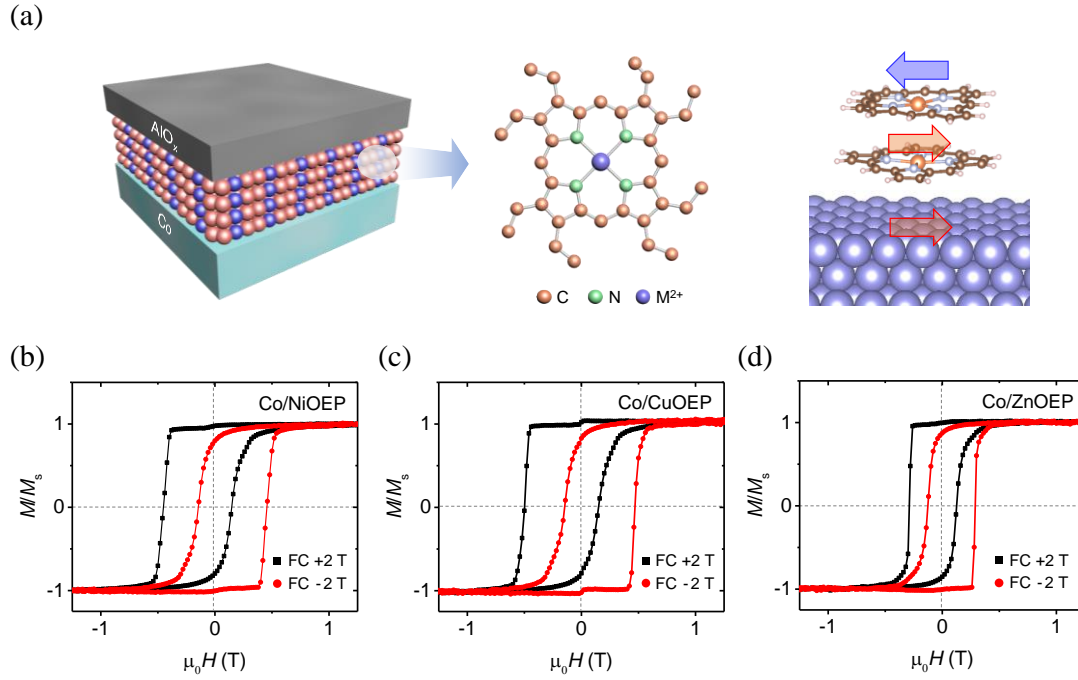 (a)
AlOₓ
Co
C N M²⁺
(b)
Co/NiOEP
M/Mₛ
1
0
-1
FC +2 T
FC -2 T
-1 0 1
μ₀H (T)
(c)
Co/CuOEP
M/Mₛ
1
0
-1
FC +2 T
FC -2 T
-1 0 1
μ₀H (T)
(d)
Co/ZnOEP
M/Mₛ
1
0
-1
FC +2 T
FC -2 T
-1 0 1
μ₀H (T)